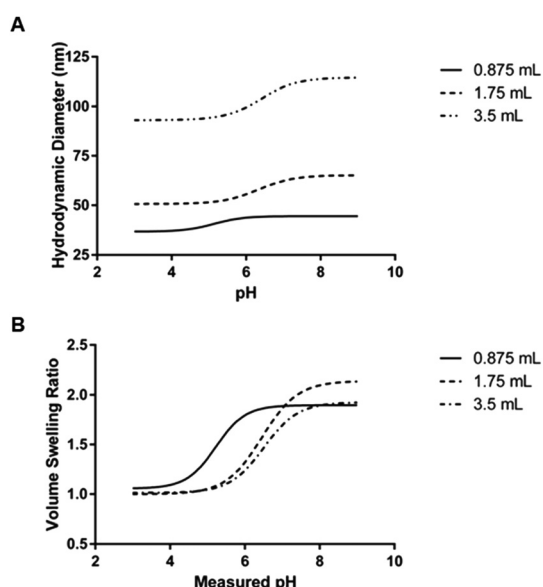 A
Hydrodynamic Diameter (nm)
125
100
75
50
25
2 4 6 8 10
pH
0.875 mL
1.75 mL
3.5 mL
B
Volume Swelling Ratio
2.5
2.0
1.5
1.0
0.5
2 4 6 8 10
Measured pH
0.875 mL
1.75 mL
3.5 mL